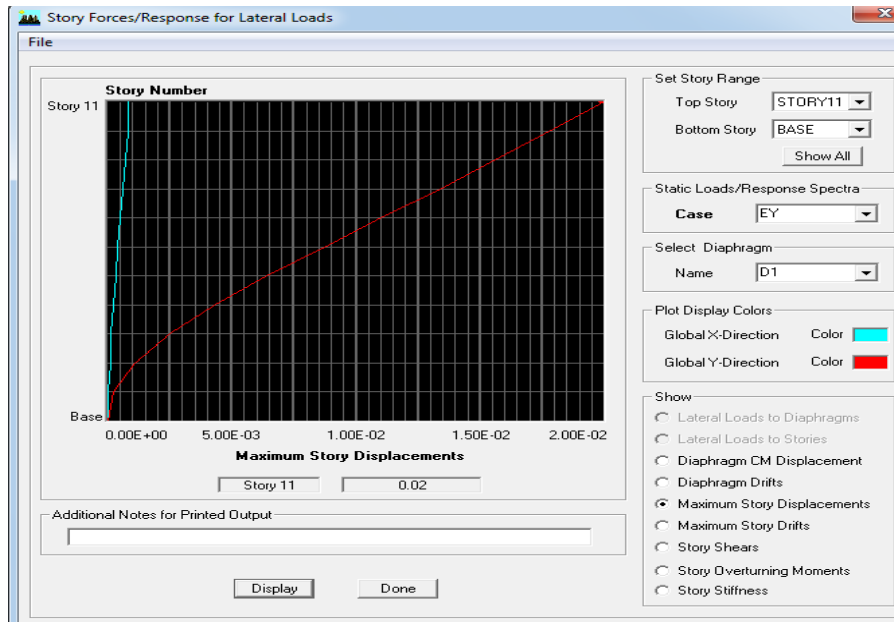 Story Forces/Response for Lateral Loads
File
Story Number
Story 11
Base
0.00E+00 5.00E-03 1.00E-02 1.50E-02 2.00E-02
Maximum Story Displacements
Story 11 0.02
Additional Notes for Printed Output
Display Done
Set Story Range
Top Story STORY11
Bottom Story BASE
Show All
Static Loads/Response Spectra
Case EY
Select Diaphragm
Name D1
Plot Display Colors
Global X-Direction Color
Global Y-Direction Color
Show
Lateral Loads to Diaphragms
Lateral Loads to Stories
Diaphragm CM Displacement
Diaphragm Drifts
Maximum Story Displacements
Maximum Story Drifts
Story Shears
Story Overturning Moments
Story Stiffness